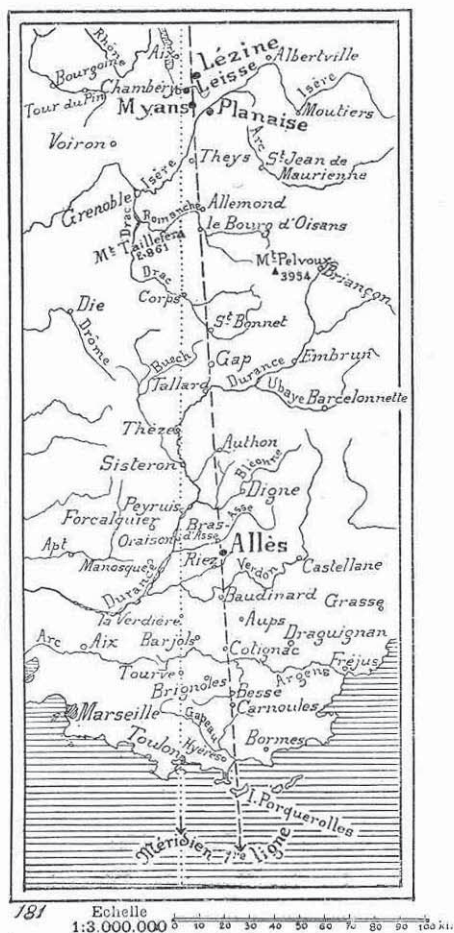 Rhône
Aix
Lézine
Leisse
Albertville
Bourgoin
Chambéry
Isère
Tour du Pin
Myans
Planaise
Moutiers
Voiron
Arc
Theys
St Jean de
Maurienne
Isère
Grenoble
Allemond
Romanche
Drac
le Bourg d'Oisans
Mt Taillefer
2.861
Mt Pelvoux
3954
Briançon
Drac
Corps
Die
Drôme
St Bonnet
Buech
Gap
Embrun
Durance
Tallard
Ubaye
Barcelonnette
Thèze
Authon
Sisteron
Bléonne
Digne
Peyruis
Forcalquier
Bras-
d'Asse
Asse
Oraison
Allès
Apt
Manosque
Riez
Verdon
Castellane
Durance
Baudinard
Grasse
la Verdière
Aups
Arc
Aix
Barjols
Draguignan
Cotignac
Fréjus
Tourve
Argens
Brignoles
Besse
Marseille
Gapeau
Carnoules
Toulon
Hyères
Bormes
I. Porquerolles
Méridien 1re ligne
181
Echelle
1:3.000.000
0 10 20 30 40 50 60 70 80 90 100 kil.